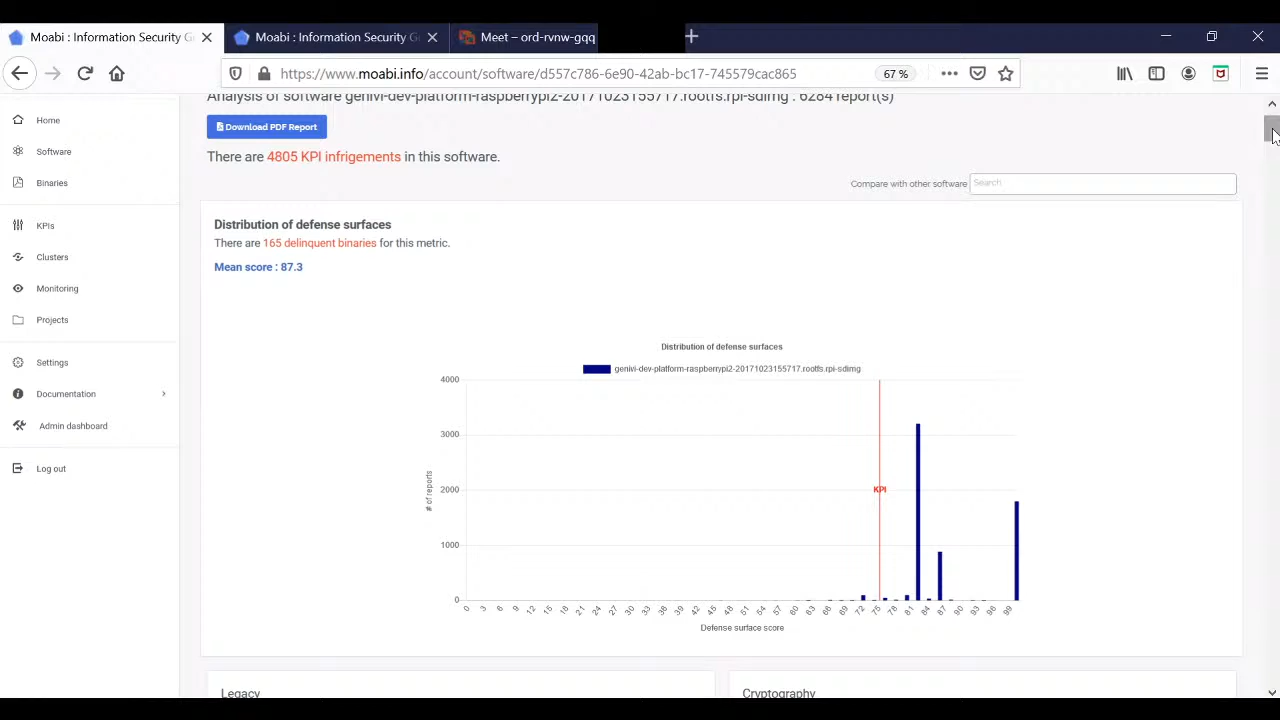 Moabi : Information Security G
Moabi : Information Security G
Meet – ord-rvnw-gqq
https://www.moabi.info/account/software/d557c786-6e90-42ab-bc17-745579cac865
67 %
Analysis of software genivi-dev-platform-raspberrypi2-20171023155717.rootfs.rpi-sdimg : 6284 report(s)
Home
Software
Binaries
KPIs
Clusters
Monitoring
Projects
Settings
Documentation
Admin dashboard
Log out
Download PDF Report
There are 4805 KPI infrigements in this software.
Compare with other software
Search
Distribution of defense surfaces
There are 165 delinquent binaries for this metric.
Mean score : 87.3
Distribution of defense surfaces
genivi-dev-platform-raspberrypi2-20171023155717.rootfs.rpi-sdimg
4000
3000
2000
1000
0
# of reports
KPI
0 3 6 9 12 15 18 21 24 27 30 33 36 39 42 45 48 51 54 57 60 63 66 69 72 75 78 81 84 87 90 93 96 99
Defense surface score
Legacy
Cryptography